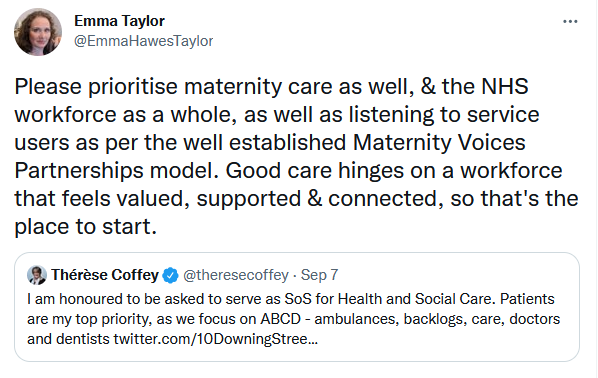 Emma Taylor
@EmmaHawesTaylor
Please prioritise maternity care as well, & the NHS
workforce as a whole, as well as listening to service
users as per the well established Maternity Voices
Partnerships model. Good care hinges on a workforce
that feels valued, supported & connected, so that's the
place to start.
Thérèse Coffey @theresecoffey · Sep 7
I am honoured to be asked to serve as SoS for Health and Social Care. Patients
are my top priority, as we focus on ABCD - ambulances, backlogs, care, doctors
and dentists twitter.com/10DowningStree…